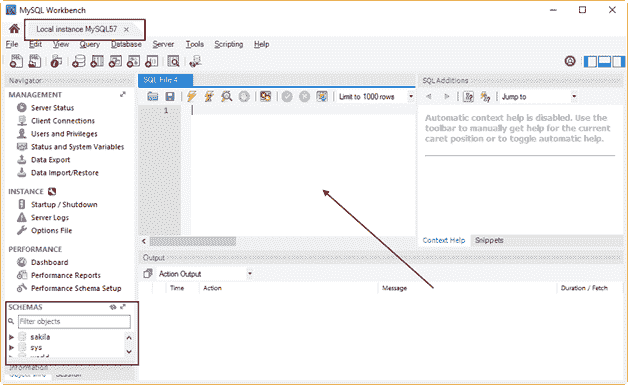 MySQL Workbench
Local instance MySQL57
File Edit View Query Database Server Tools Scripting Help
Navigator
MANAGEMENT
Server Status
Client Connections
Users and Privileges
Status and System Variables
Data Export
Data Import/Restore
INSTANCE
Startup / Shutdown
Server Logs
Options File
PERFORMANCE
Dashboard
Performance Reports
Performance Schema Setup
SCHEMAS
Filter objects
sakila
sys
world
Information
Object Info Session
SQL File 4
Limit to 1000 rows
1
SQLAdditions
Jump to
Automatic context help is disabled. Use the
toolbar to manually get help for the current
caret position or to toggle automatic help.
Context Help Snippets
Output
Action Output
Time Action Message Duration / Fetch